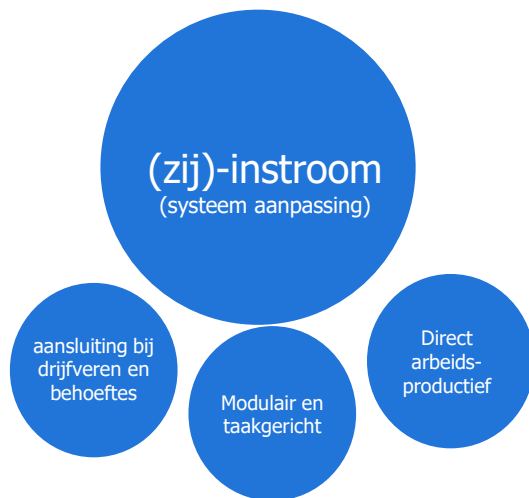 (zij)-instroom
(systeem aanpassing)
aansluiting bij
drijfveren en
behoeftes
Modulair en
taakgericht
Direct
arbeids-
productief